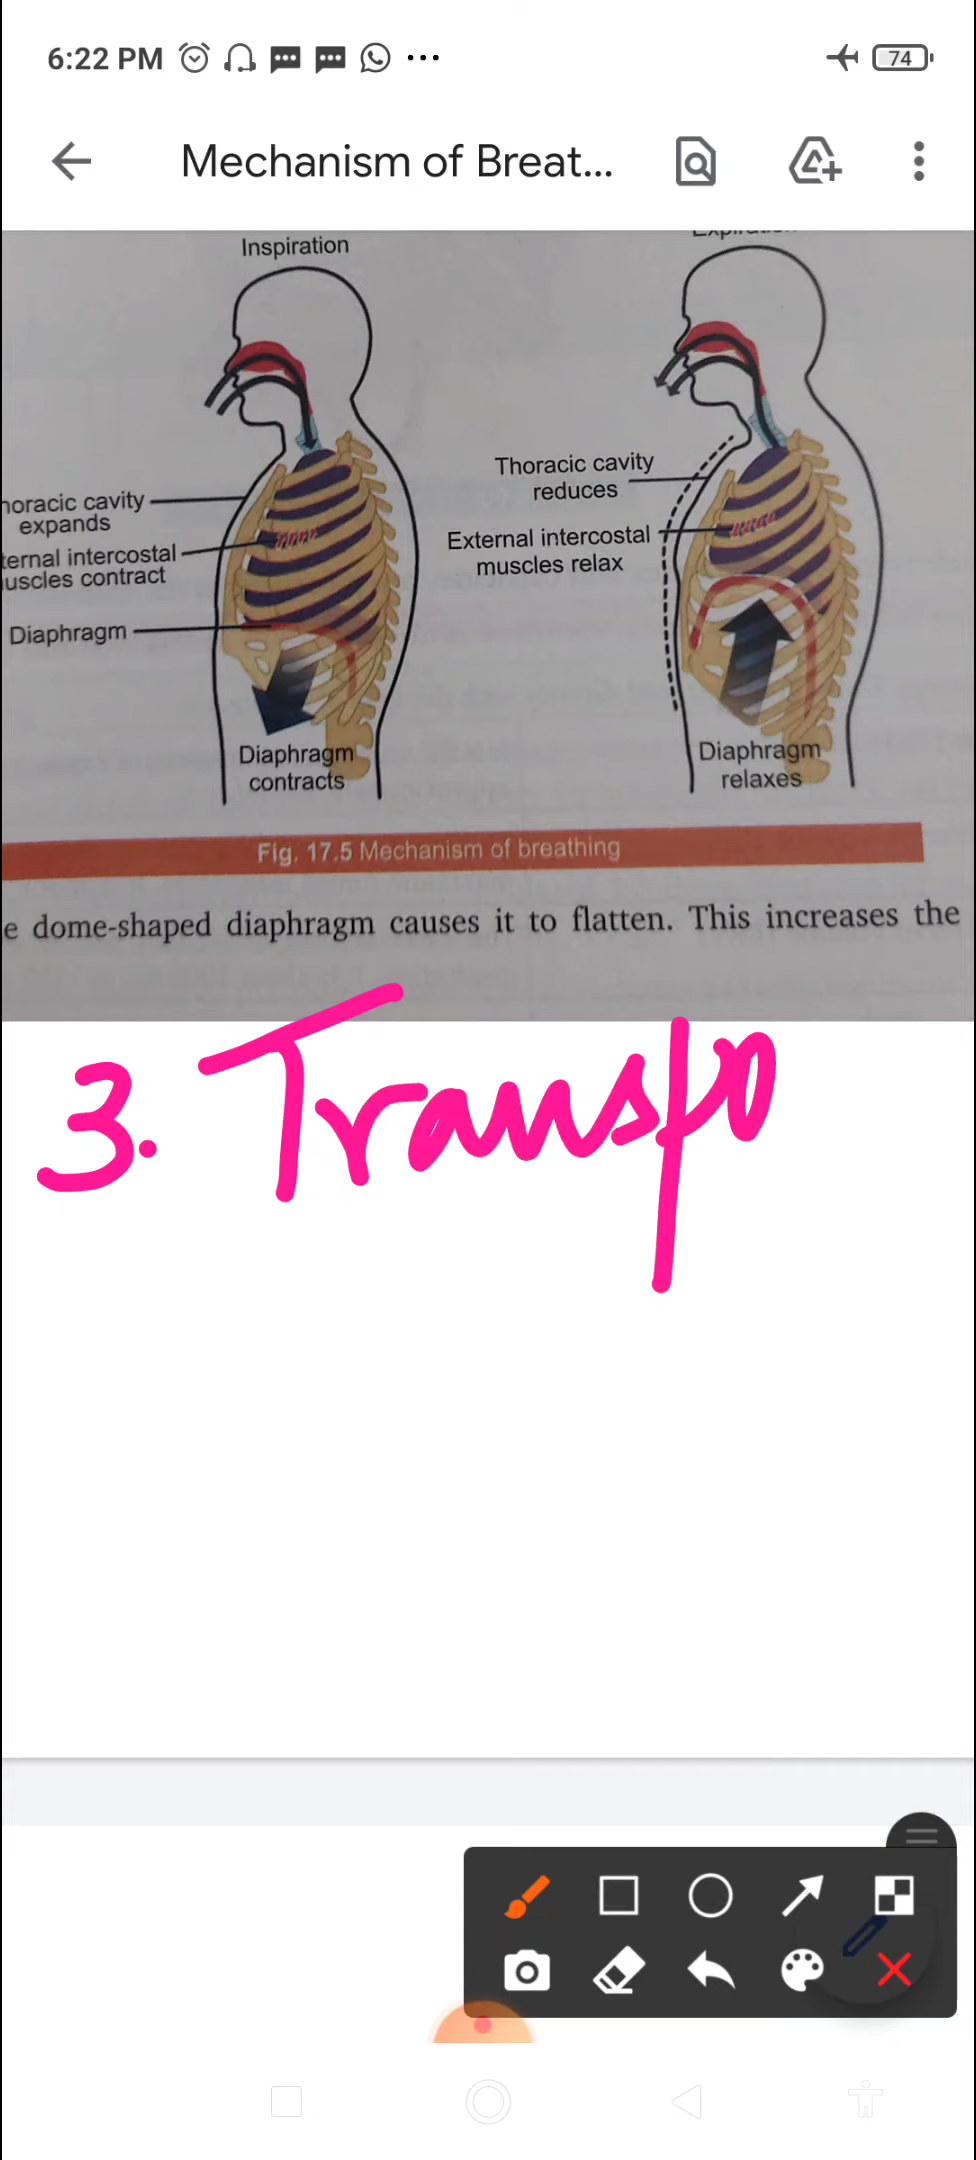 6:22 PM ... 74
Mechanism of Breat...
Inspiration
horacic cavity
expands
ternal intercostal
uscles contract
Diaphragm
Diaphragm
contracts
Thoracic cavity
reduces
External intercostal
muscles relax
Diaphragm
relaxes
Fig. 17.5 Mechanism of breathing
e dome-shaped diaphragm causes it to flatten. This increases the
3. Transpo